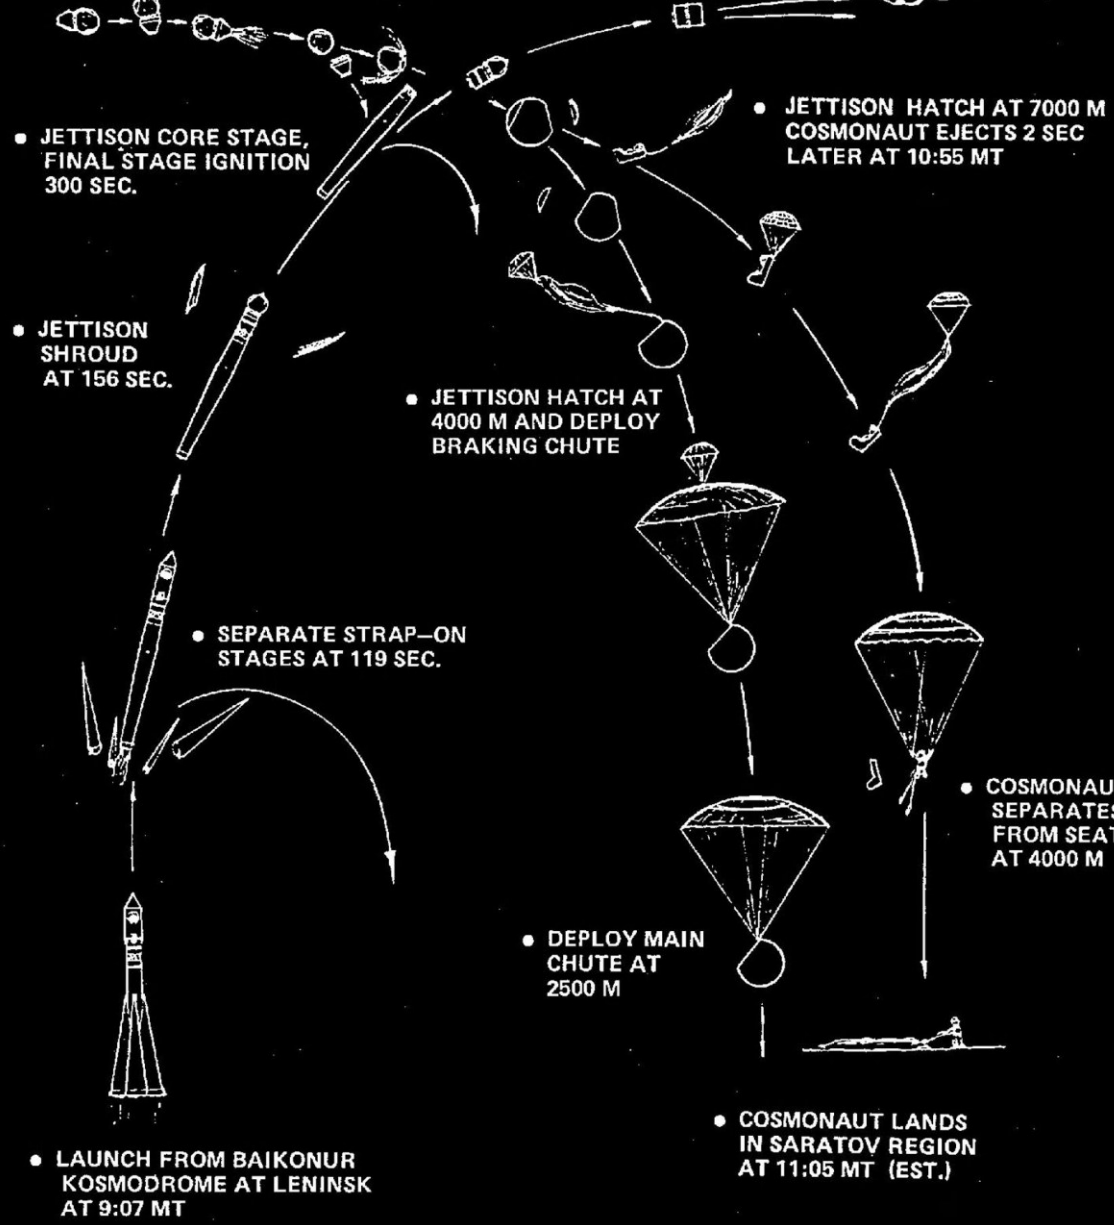 • JETTISON HATCH AT 7000 M
COSMONAUT EJECTS 2 SEC
LATER AT 10:55 MT
• JETTISON CORE STAGE,
FINAL STAGE IGNITION
300 SEC.
• JETTISON
SHROUD
AT 156 SEC.
• JETTISON HATCH AT
4000 M AND DEPLOY
BRAKING CHUTE
• SEPARATE STRAP–ON
STAGES AT 119 SEC.
• COSMONAU
SEPARATES
FROM SEAT
AT 4000 M
• DEPLOY MAIN
CHUTE AT
2500 M
• COSMONAUT LANDS
IN SARATOV REGION
AT 11:05 MT (EST.)
• LAUNCH FROM BAIKONUR
KOSMODROME AT LENINSK
AT 9:07 MT